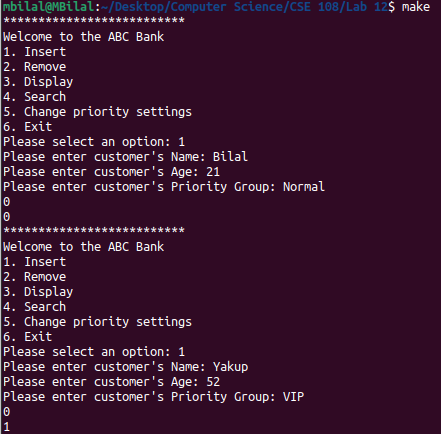 mbilal@MBilal:~/Desktop/Computer Science/CSE 108/Lab 12$ make
**************************
Welcome to the ABC Bank
1. Insert
2. Remove
3. Display
4. Search
5. Change priority settings
6. Exit
Please select an option: 1
Please enter customer's Name: Bilal
Please enter customer's Age: 21
Please enter customer's Priority Group: Normal
0
0
**************************
Welcome to the ABC Bank
1. Insert
2. Remove
3. Display
4. Search
5. Change priority settings
6. Exit
Please select an option: 1
Please enter customer's Name: Yakup
Please enter customer's Age: 52
Please enter customer's Priority Group: VIP
0
1